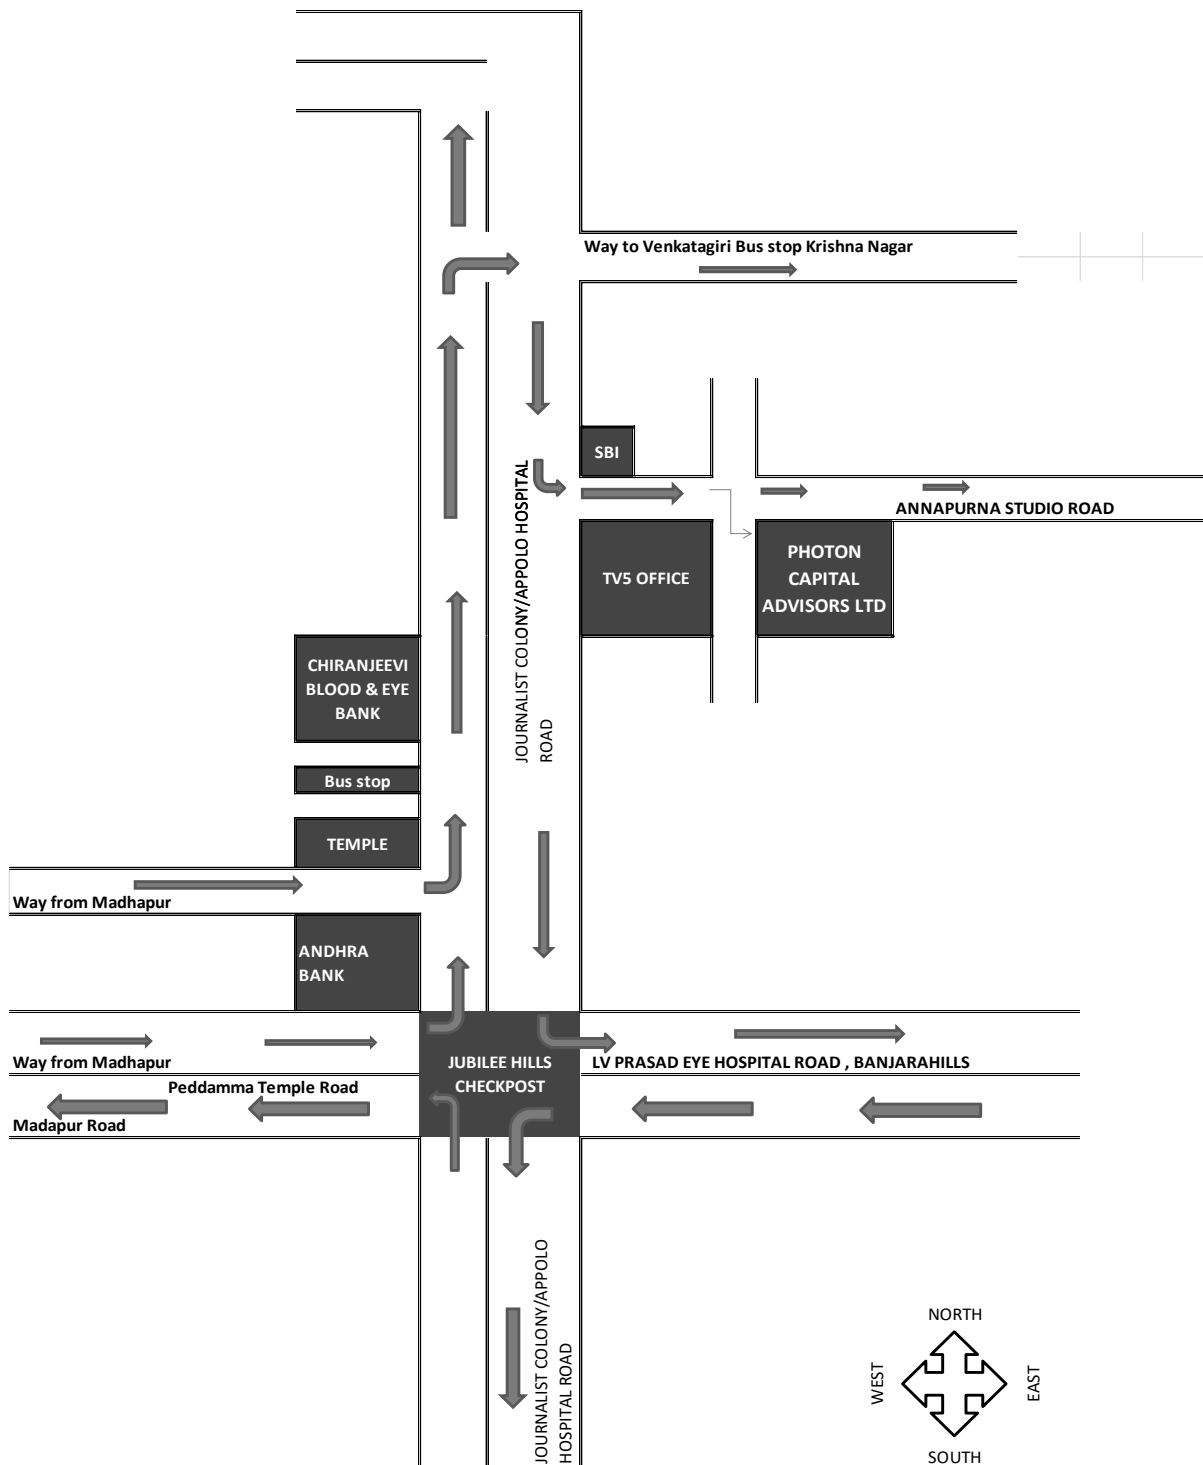 Way to Venkatagiri Bus stop Krishna Nagar
SBI
ANNAPURNA STUDIO ROAD
JOURNALIST COLONY/APPOLO HOSPITAL
ROAD
TV5 OFFICE
PHOTON
CAPITAL
ADVISORS LTD
CHIRANJEEVI
BLOOD & EYE
BANK
Bus stop
TEMPLE
Way from Madhapur
ANDHRA
BANK
Way from Madhapur
JUBILEE HILLS
CHECKPOST
LV PRASAD EYE HOSPITAL ROAD , BANJARAHILLS
Peddamma Temple Road
Madapur Road
JOURNALIST COLONY/APPOLO
HOSPITAL ROAD
NORTH
WEST
EAST
SOUTH